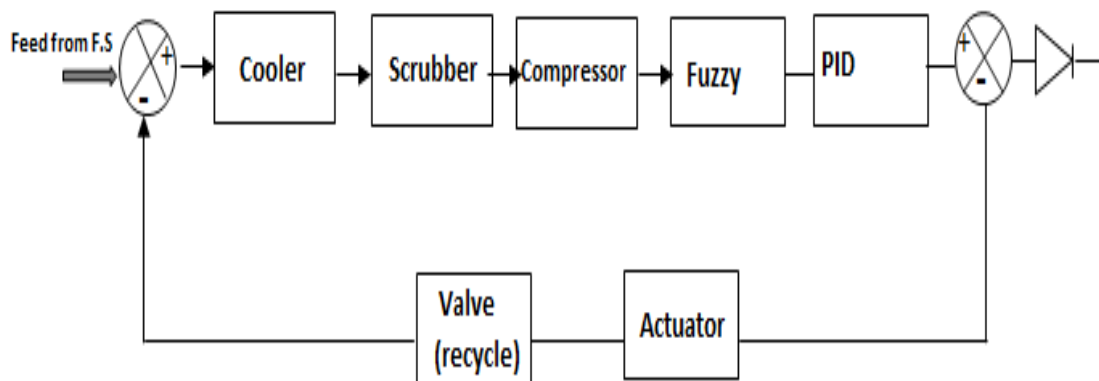 Feed from F.S
+
-
Cooler
Scrubber
Compressor
Fuzzy
PID
+
-
Valve
(recycle)
Actuator